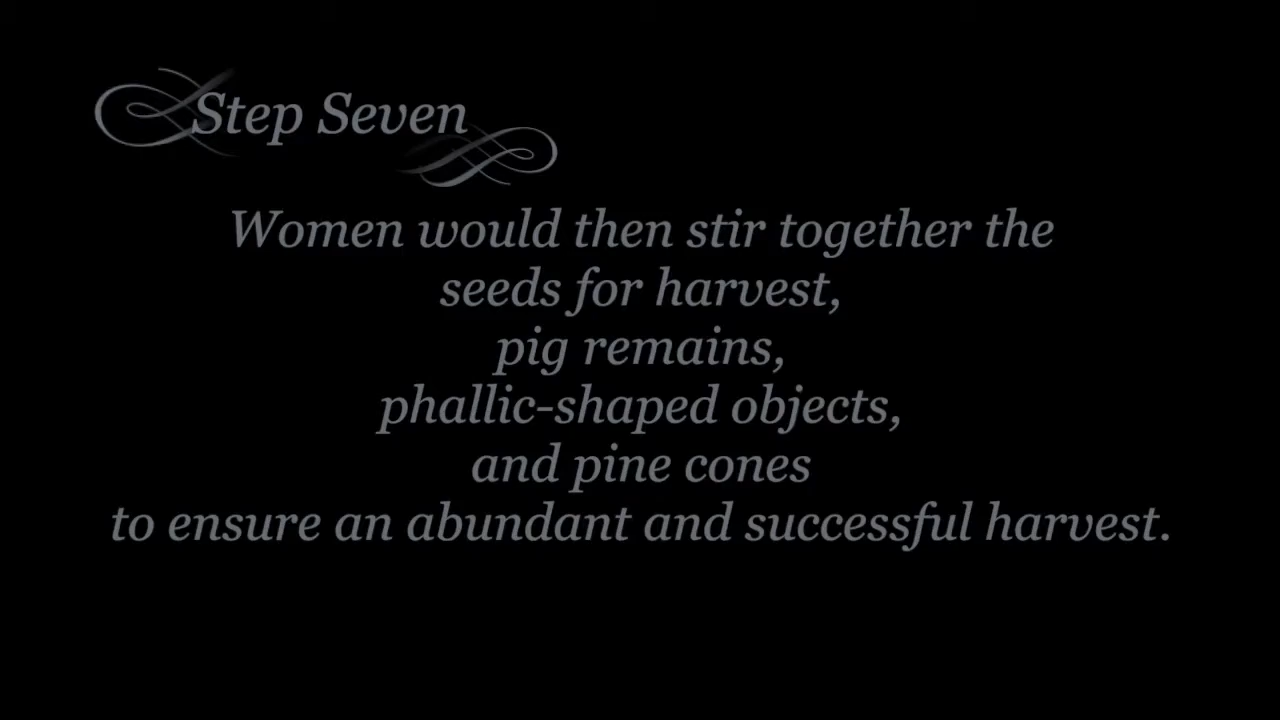 Step Seven
Women would then stir together the
seeds for harvest,
pig remains,
phallic-shaped objects,
and pine cones
to ensure an abundant and successful harvest.